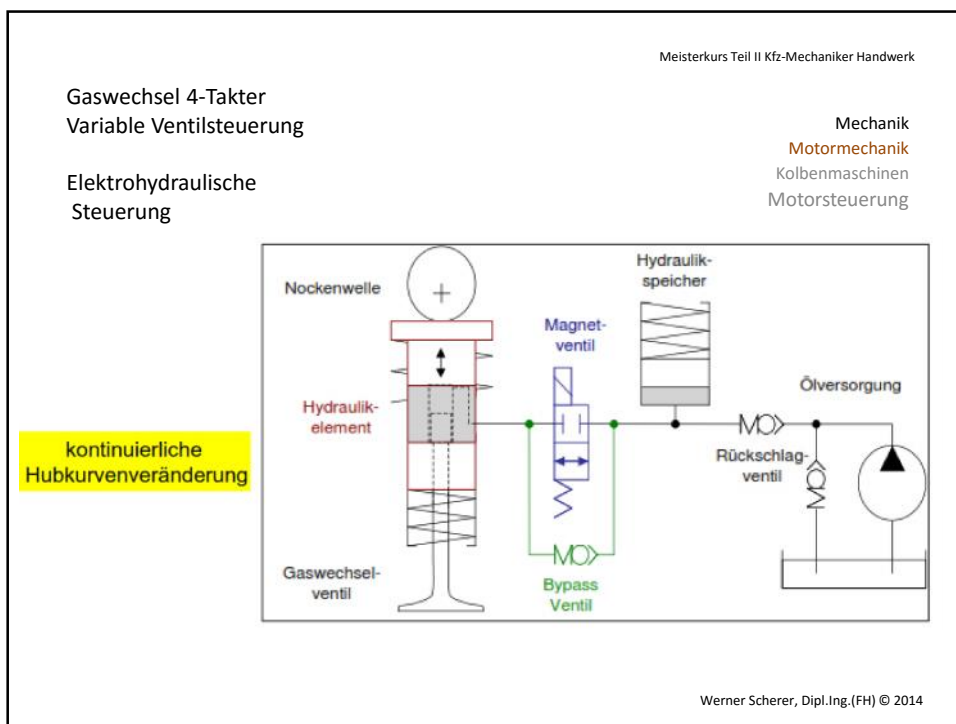 Meisterkurs Teil II Kfz-Mechaniker Handwerk
Gaswechsel 4-Takter
Variable Ventilsteuerung
Elektrohydraulische
Steuerung
Mechanik
Motormechanik
Kolbenmaschinen
Motorsteuerung
Nockenwelle
Hydraulik-
speicher
Magnet-
ventil
Ölversorgung
Hydraulik-
element
Rückschlag-
ventil
kontinuierliche
Hubkurvenveränderung
Gaswechsel-
ventil
Bypass
Ventil
Werner Scherer, Dipl.Ing.(FH) © 2014